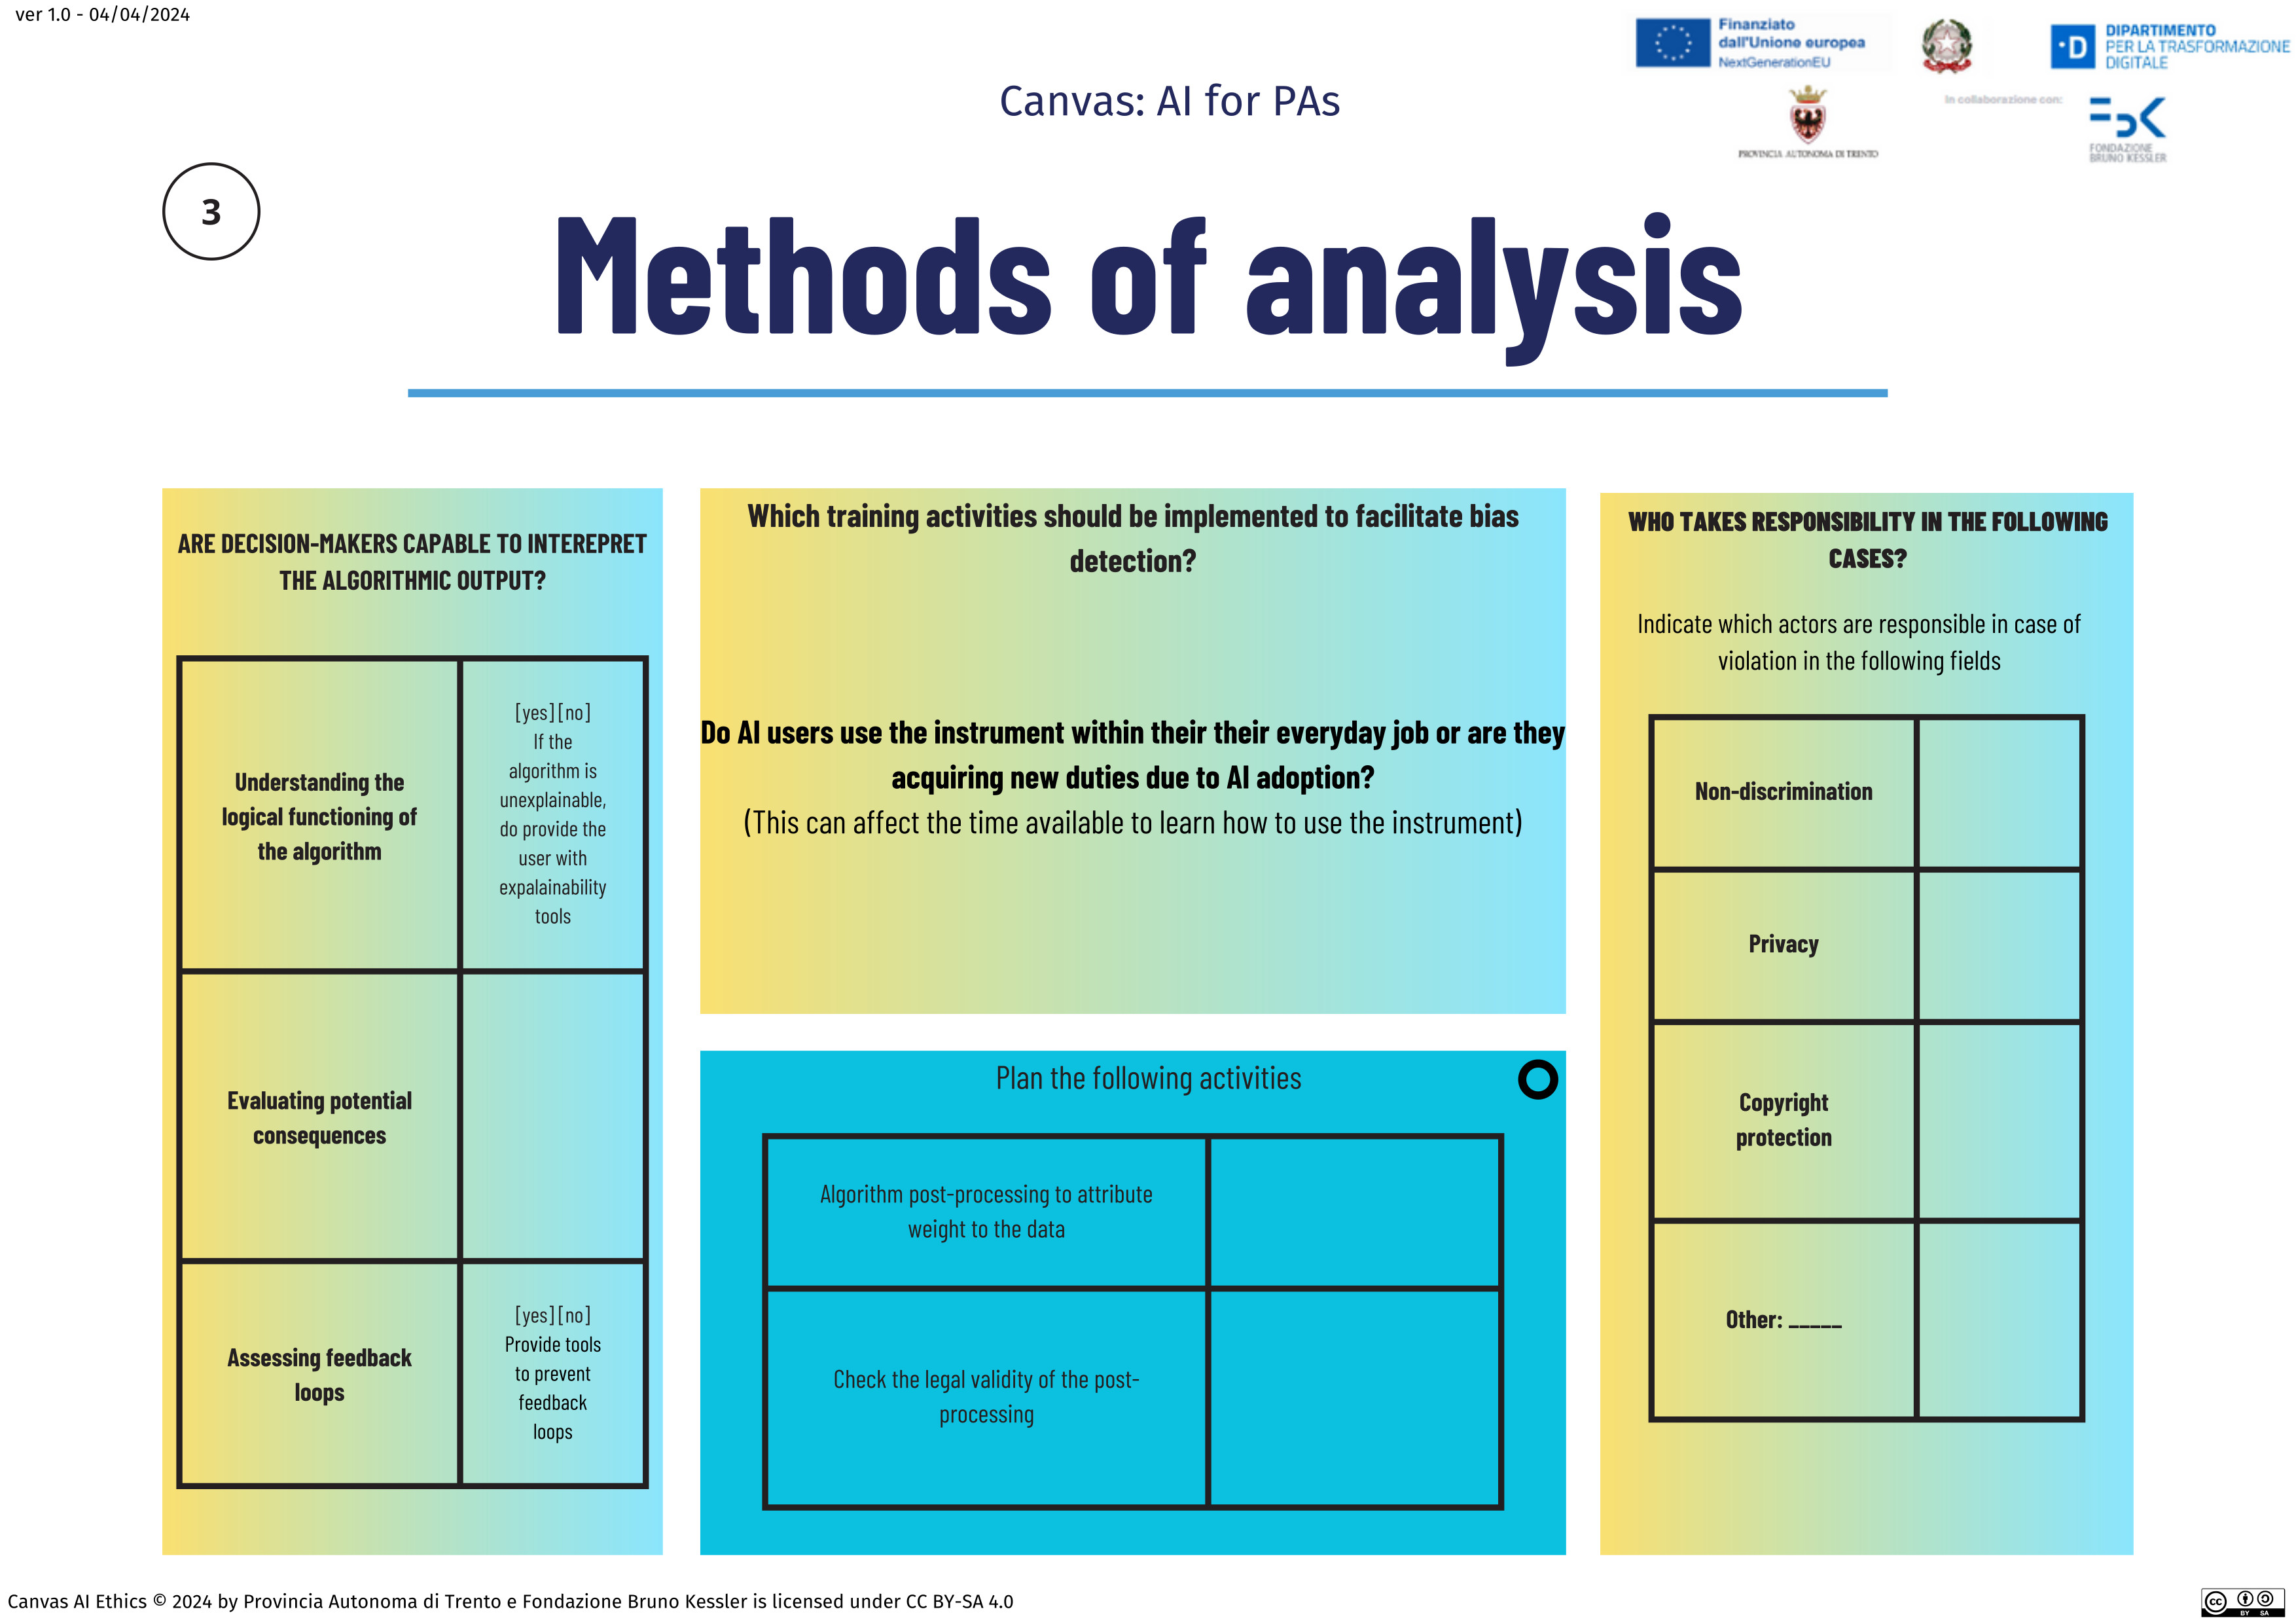 ver 1.0 - 04/04/2024
Finanziato
dall'Unione europea
NextGenerationEU
·D
DIPARTIMENTO
PER LA TRASFORMAZIONE
DIGITALE
PROVINCIA AUTONOMA DI TRENTO
In collaborazione con:
FONDAZIONE
BRUNO KESSLER
Canvas: AI for PAs
3
Methods of analysis
ARE DECISION-MAKERS CAPABLE TO INTEREPRET
THE ALGORITHMIC OUTPUT?
Understanding the
logical functioning of
the algorithm
[yes][no]
If the
algorithm is
unexplainable,
do provide the
user with
expalainability
tools
Evaluating potential
consequences
Assessing feedback
loops
[yes][no]
Provide tools
to prevent
feedback
loops
Which training activities should be implemented to facilitate bias
detection?
Do AI users use the instrument within their their everyday job or are they
acquiring new duties due to AI adoption?
(This can affect the time available to learn how to use the instrument)
Plan the following activities
Algorithm post-processing to attribute
weight to the data
Check the legal validity of the post-
processing
WHO TAKES RESPONSIBILITY IN THE FOLLOWING
CASES?
Indicate which actors are responsible in case of
violation in the following fields
Non-discrimination
Privacy
Copyright
protection
Other: _____
Canvas AI Ethics © 2024 by Provincia Autonoma di Trento e Fondazione Bruno Kessler is licensed under CC BY-SA 4.0
cc
BY SA